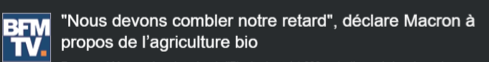 BFM
TV.
"Nous devons combler notre retard", déclare Macron à
propos de l'agriculture bio